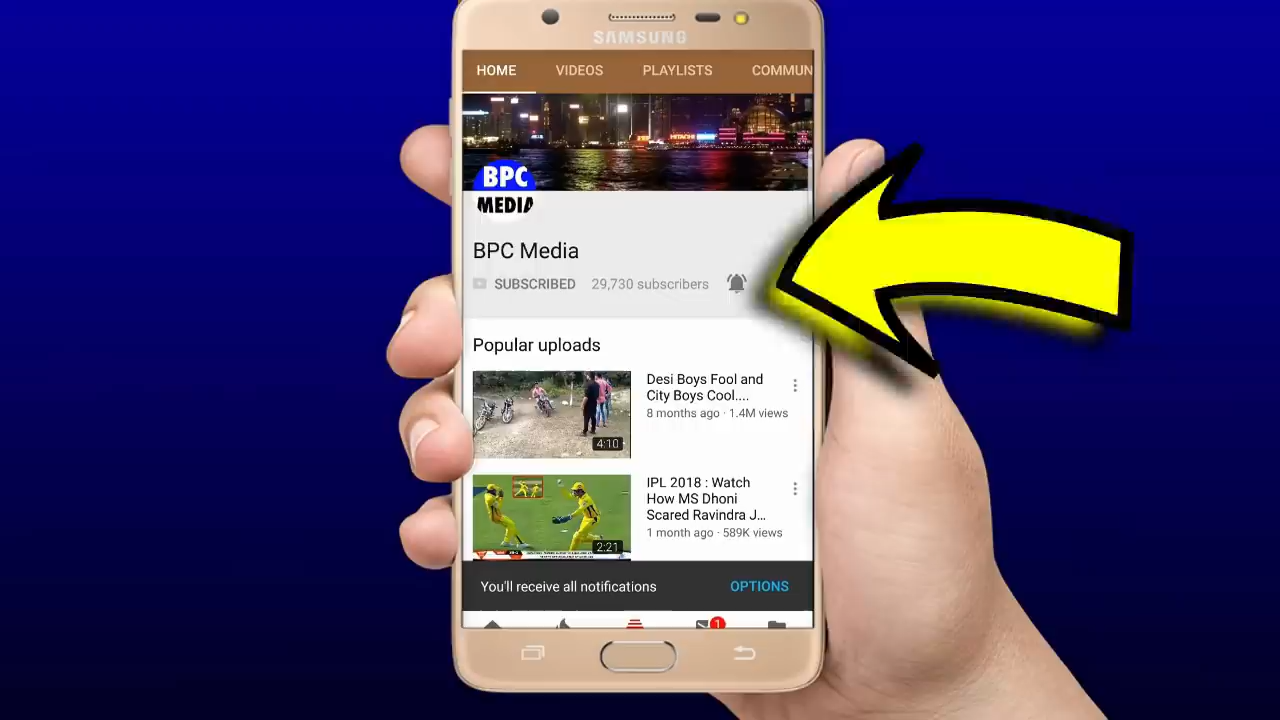 SAMSUNG
HOME VIDEOS PLAYLISTS COMMUN
HITACHI
BPC
MEDIA
BPC Media
SUBSCRIBED 29,730 subscribers
Popular uploads
Desi Boys Fool and
City Boys Cool....
8 months ago · 1.4M views
4:10
IPL 2018 : Watch
How MS Dhoni
Scared Ravindra J...
1 month ago · 589K views
2:21
You'll receive all notifications OPTIONS
1